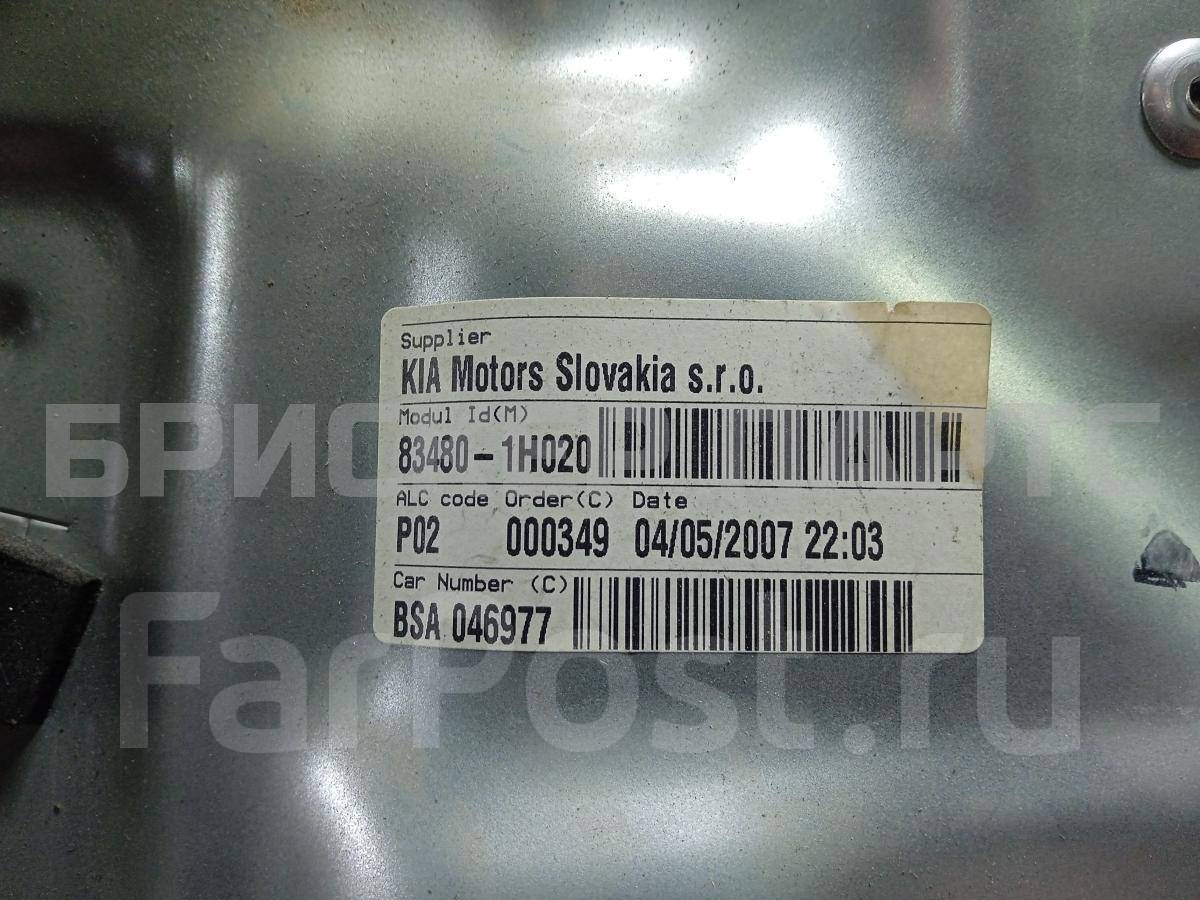 Supplier
KIA Motors Slovakia s.r.o.
Modul Id(M)
83480-1H020
ALC code Order(C) Date
P02 000349 04/05/2007 22:03
Car Number (C)
BSA 046977
FarPost.ru